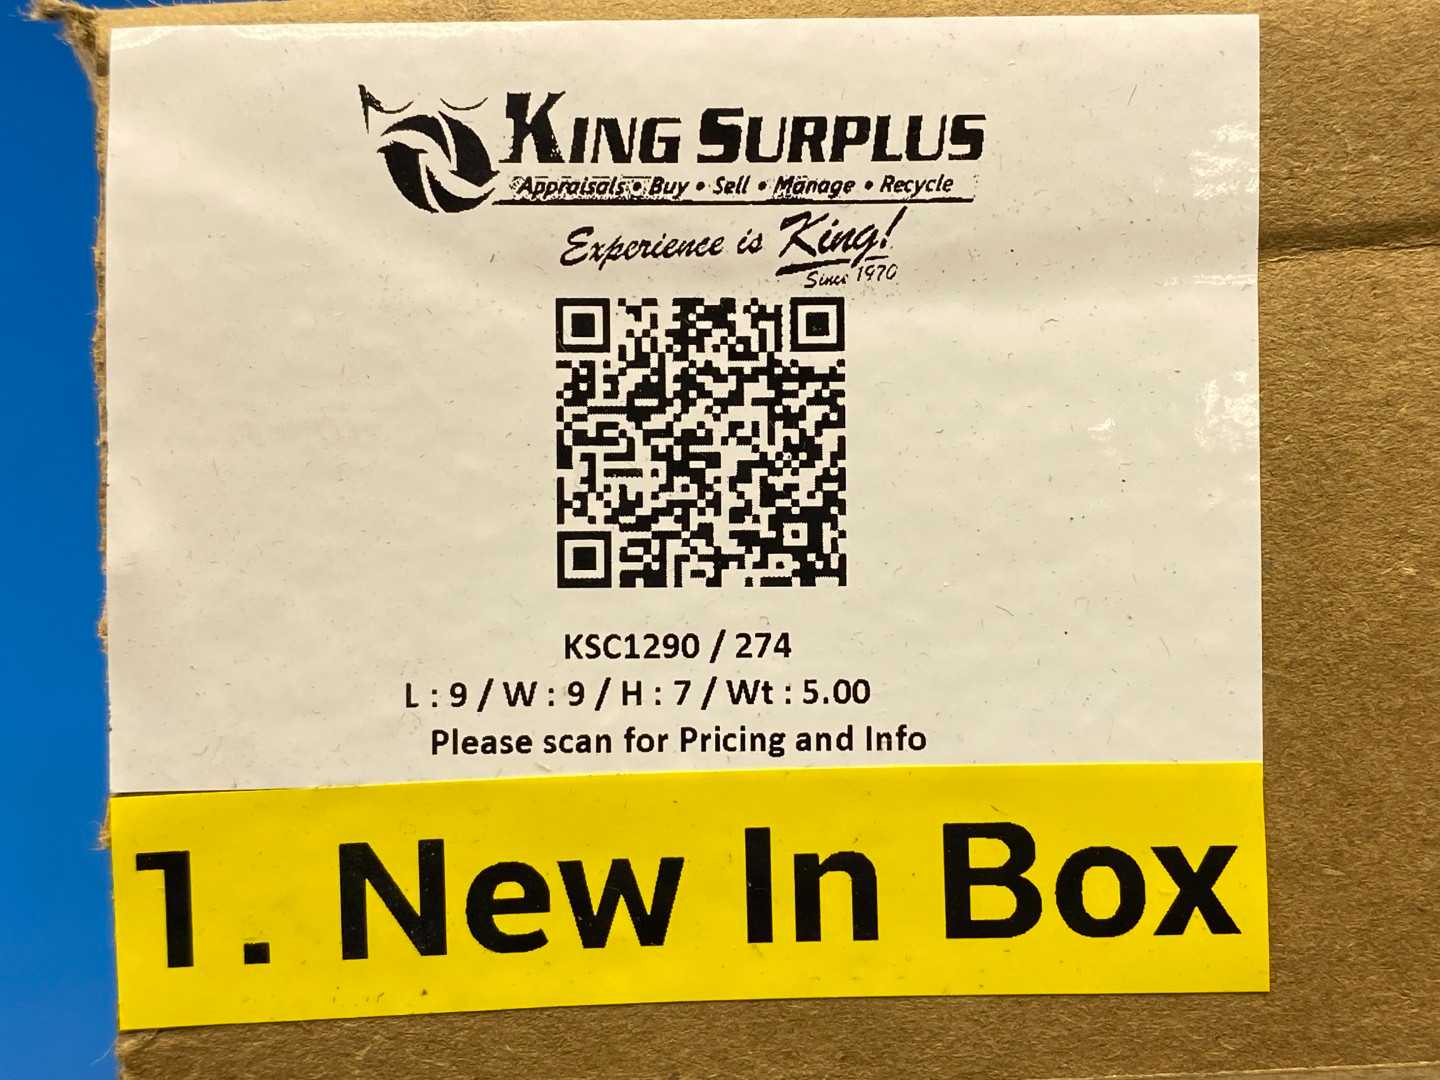 KING SURPLUS
Appraisals • Buy • Sell • Manage • Recycle
Experience is King!
Since 1970
KSC1290 / 274
L : 9 / W : 9 / H : 7 / Wt : 5.00
Please scan for Pricing and Info
1. New In Box